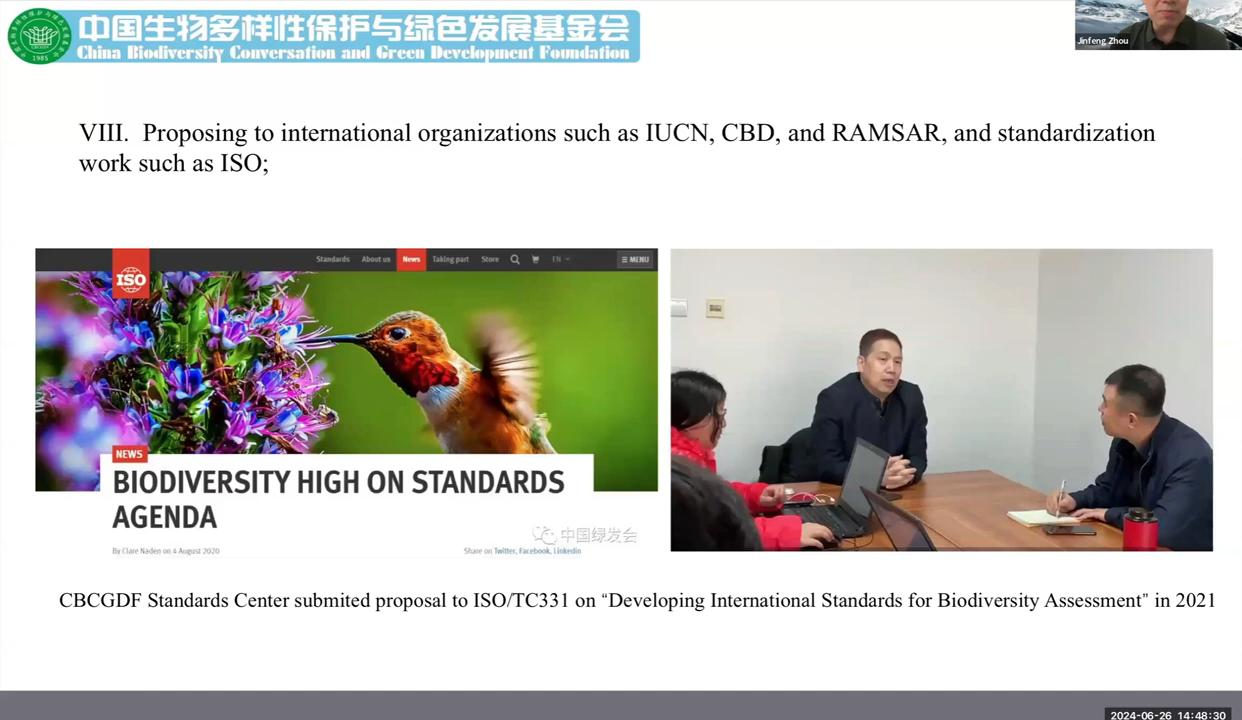 中国生物多样性保护与绿色发展基金会
China Biodiversity Conversation and Green Development Foundation
1985
Jinfeng Zhou
VIII. Proposing to international organizations such as IUCN, CBD, and RAMSAR, and standardization
work such as ISO;
ISO
Standards About us News Taking part Store EN MENU
NEWS
BIODIVERSITY HIGH ON STANDARDS
AGENDA
中国绿发会
By Clare Naden on 4 August 2020
Share on Twitter, Facebook, Linkedin
CBCGDF Standards Center submited proposal to ISO/TC331 on “Developing International Standards for Biodiversity Assessment” in 2021
2024-06-26 14:48:30